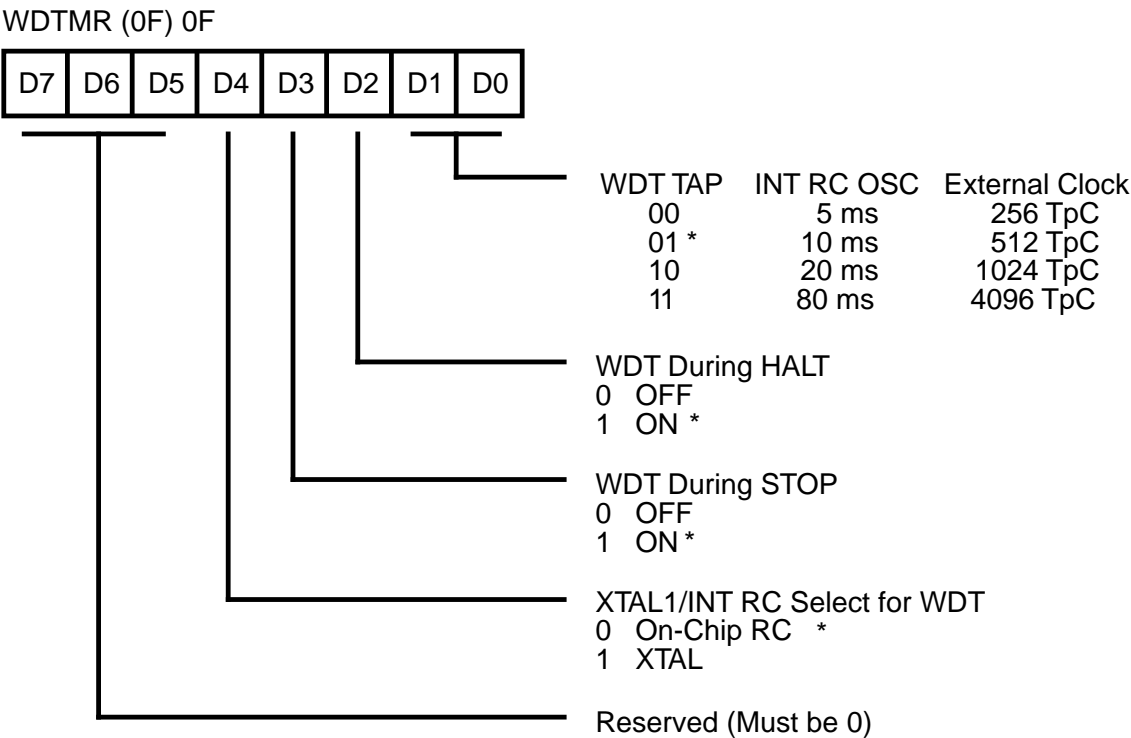 WDTMR (0F) 0F
D7 D6 D5 D4 D3 D2 D1 D0
WDT TAP INT RC OSC External Clock
00 5 ms 256 TpC
01 * 10 ms 512 TpC
10 20 ms 1024 TpC
11 80 ms 4096 TpC
WDT During HALT
0 OFF
1 ON *
WDT During STOP
0 OFF
1 ON *
XTAL1/INT RC Select for WDT
0 On-Chip RC *
1 XTAL
Reserved (Must be 0)